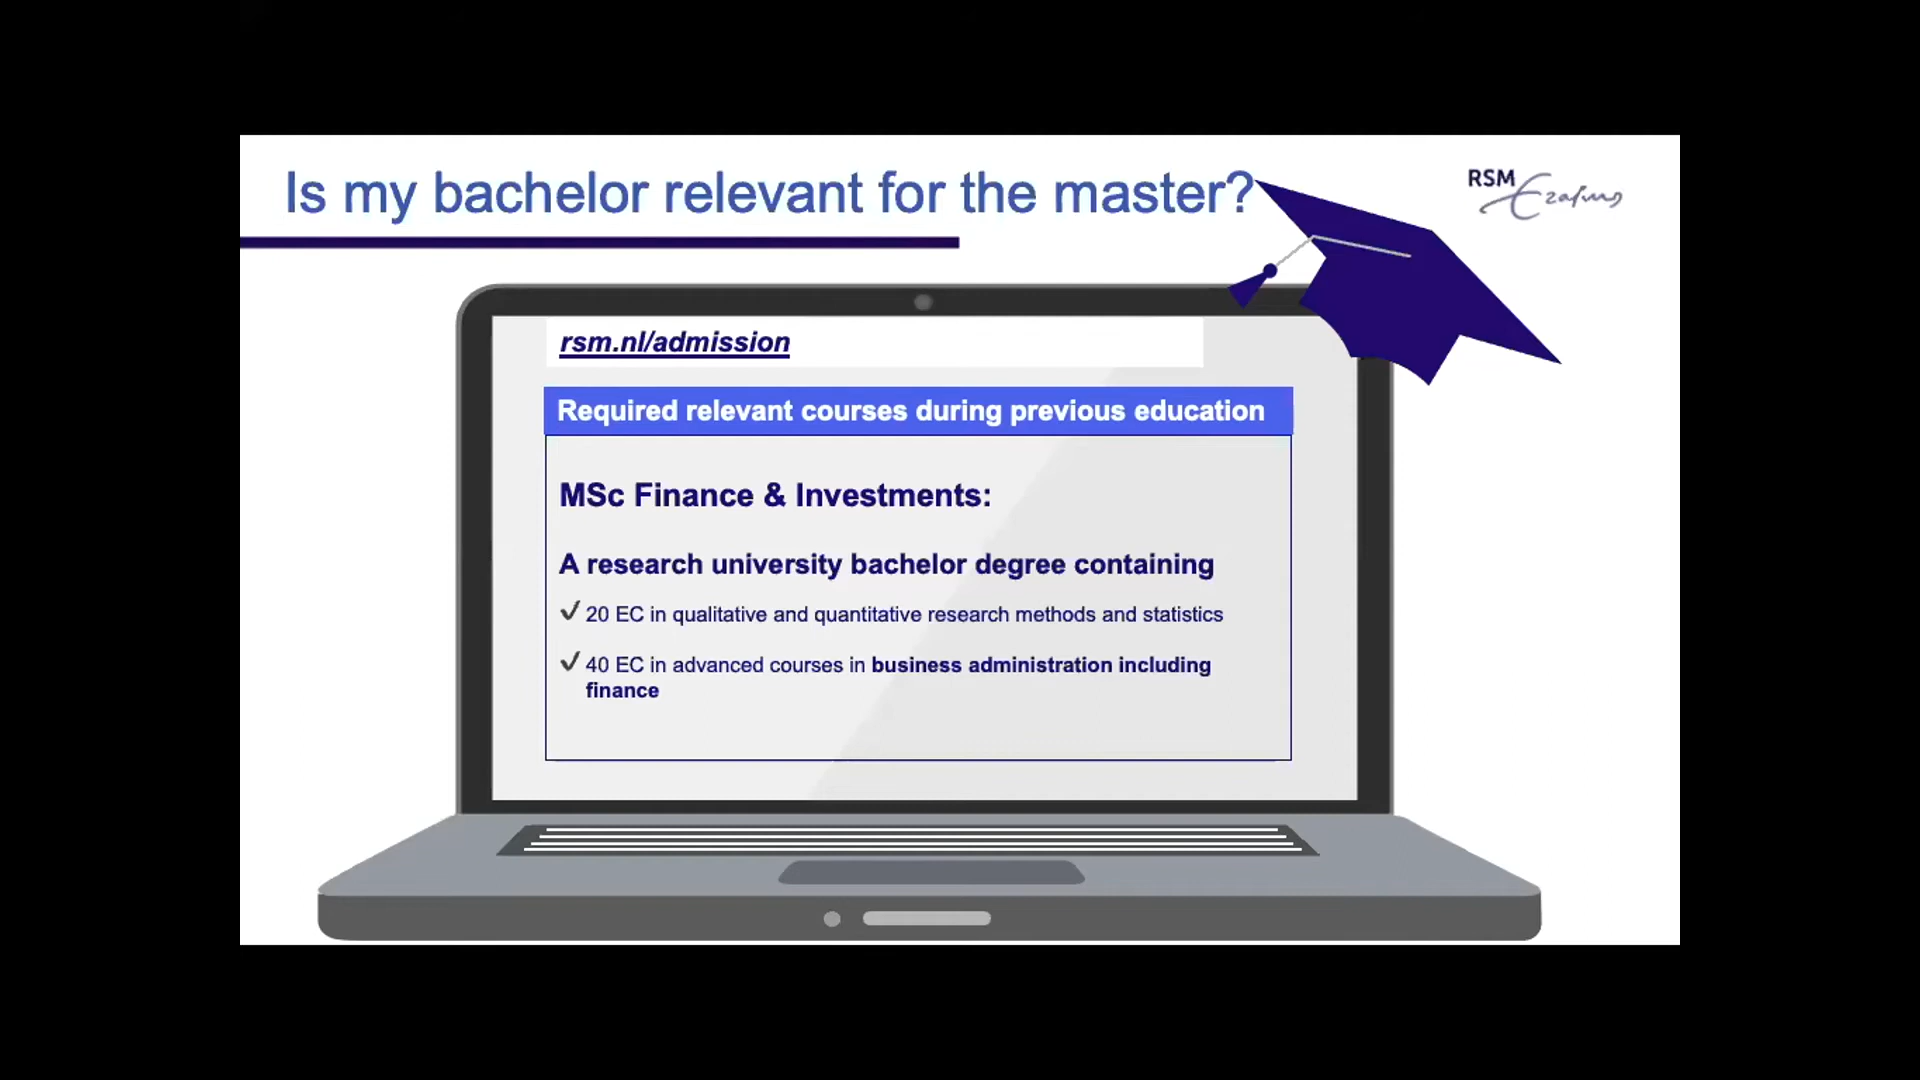 Is my bachelor relevant for the master?
RSM
Erasmus
rsm.nl/admission
Required relevant courses during previous education
MSc Finance & Investments:
A research university bachelor degree containing
✓ 20 EC in qualitative and quantitative research methods and statistics
✓ 40 EC in advanced courses in business administration including
finance